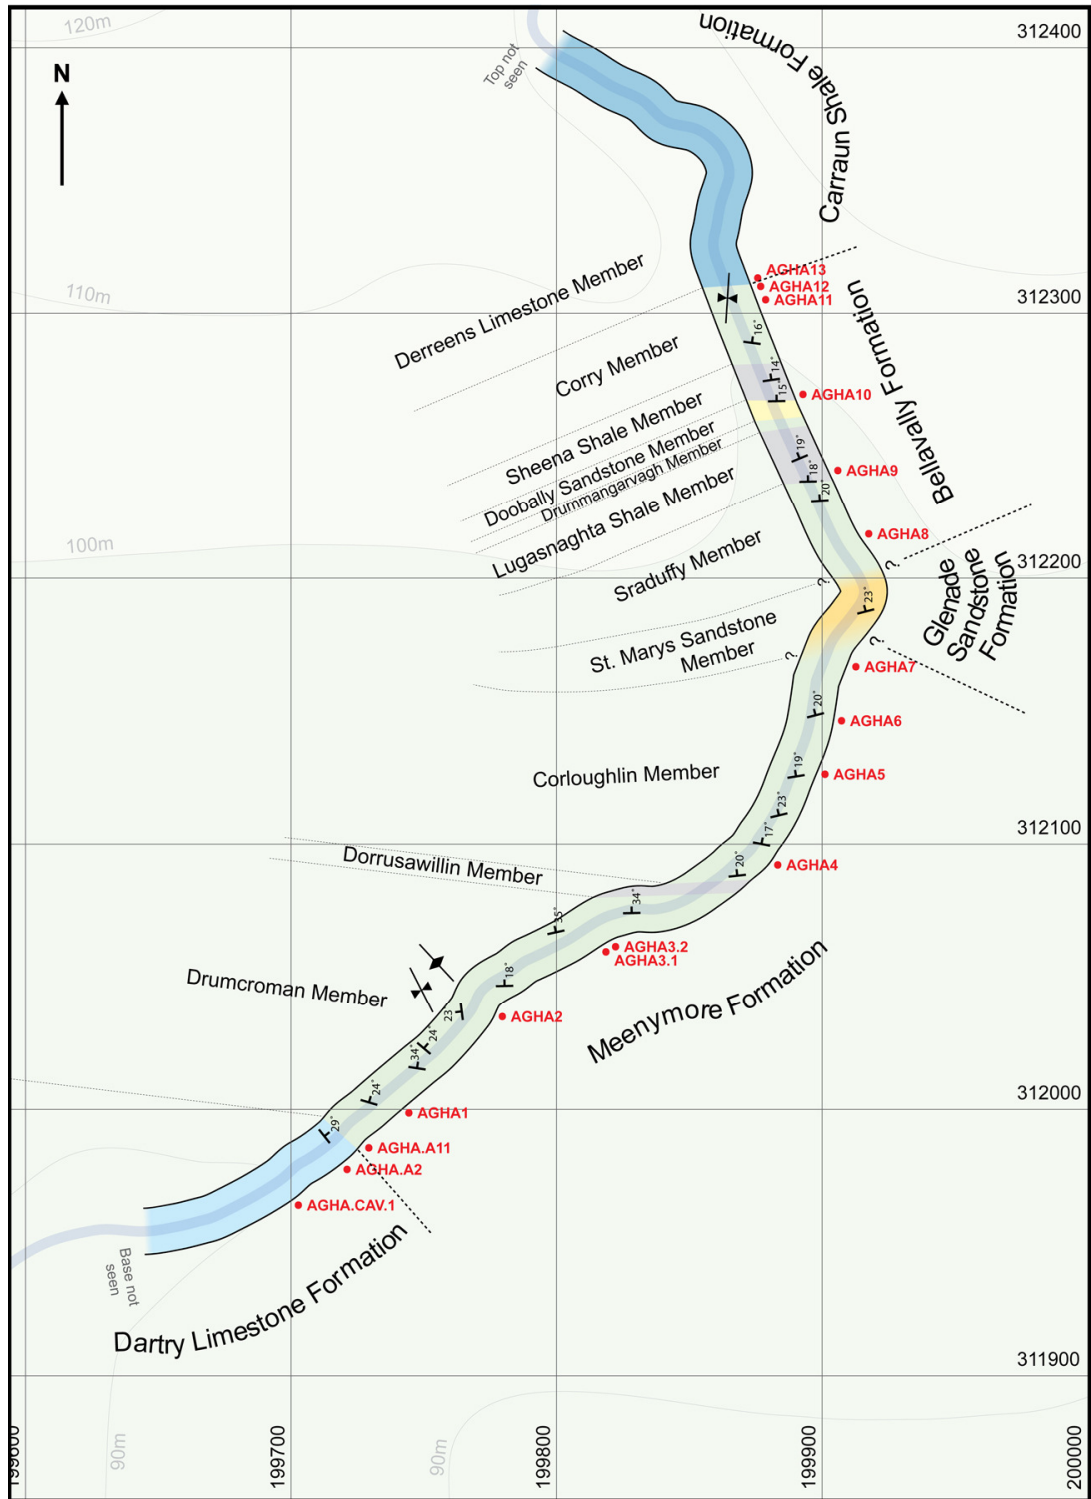 120m
312400
Top not
seen
Carraun Shale Formation
N
AGHA13
AGHA12
AGHA11
110m
312300
Derreens Limestone Member
16°
Bellavally Formation
Corry Member
14°
15°
AGHA10
Sheena Shale Member
Doobally Sandstone Member
Drummangarvagh Member
19°
18°
20°
AGHA9
Lugasnaghta Shale Member
AGHA8
100m
312200
Sraduffy Member
?
?
23°
Glenade
Sandstone
Formation
St. Marys Sandstone
Member
?
?
AGHA7
20°
AGHA6
19°
AGHA5
Corloughlin Member
23°
17°
312100
20°
AGHA4
Dorrusawillin Member
34°
35°
AGHA3.2
AGHA3.1
Meenymore Formation
18°
Drumcroman Member
23°
AGHA2
24°
34°
24°
312000
29°
AGHA1
AGHA.A11
AGHA.A2
AGHA.CAV.1
Base not
seen
Dartry Limestone Formation
311900
90m
90m
199600
199700
199800
199900
200000